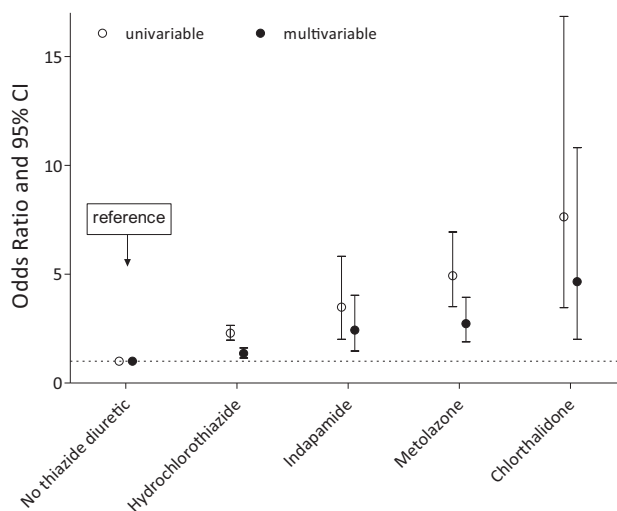 univariable
multivariable
Odds Ratio and 95% CI
15
10
5
0
reference
No thiazide diuretic
Hydrochlorothiazide
Indapamide
Metolazone
Chlorthalidone